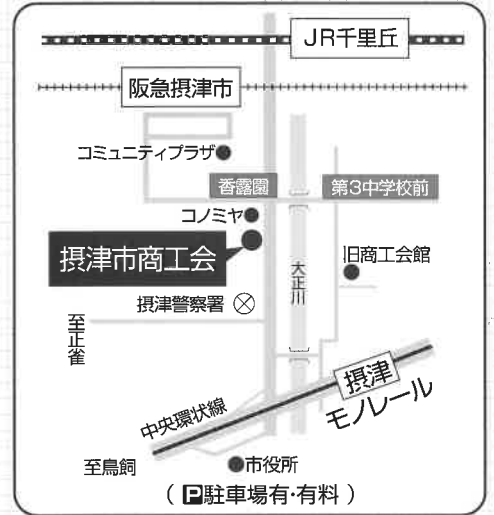 JR千里丘
阪急摂津市
コミュニティプラザ
香露園
第3中学校前
コノミヤ
摂津市商工会
旧商工会館
大正川
摂津警察署
至正雀
摂津
モノレール
中央環状線
至鳥飼
市役所
(P駐車場有・有料)